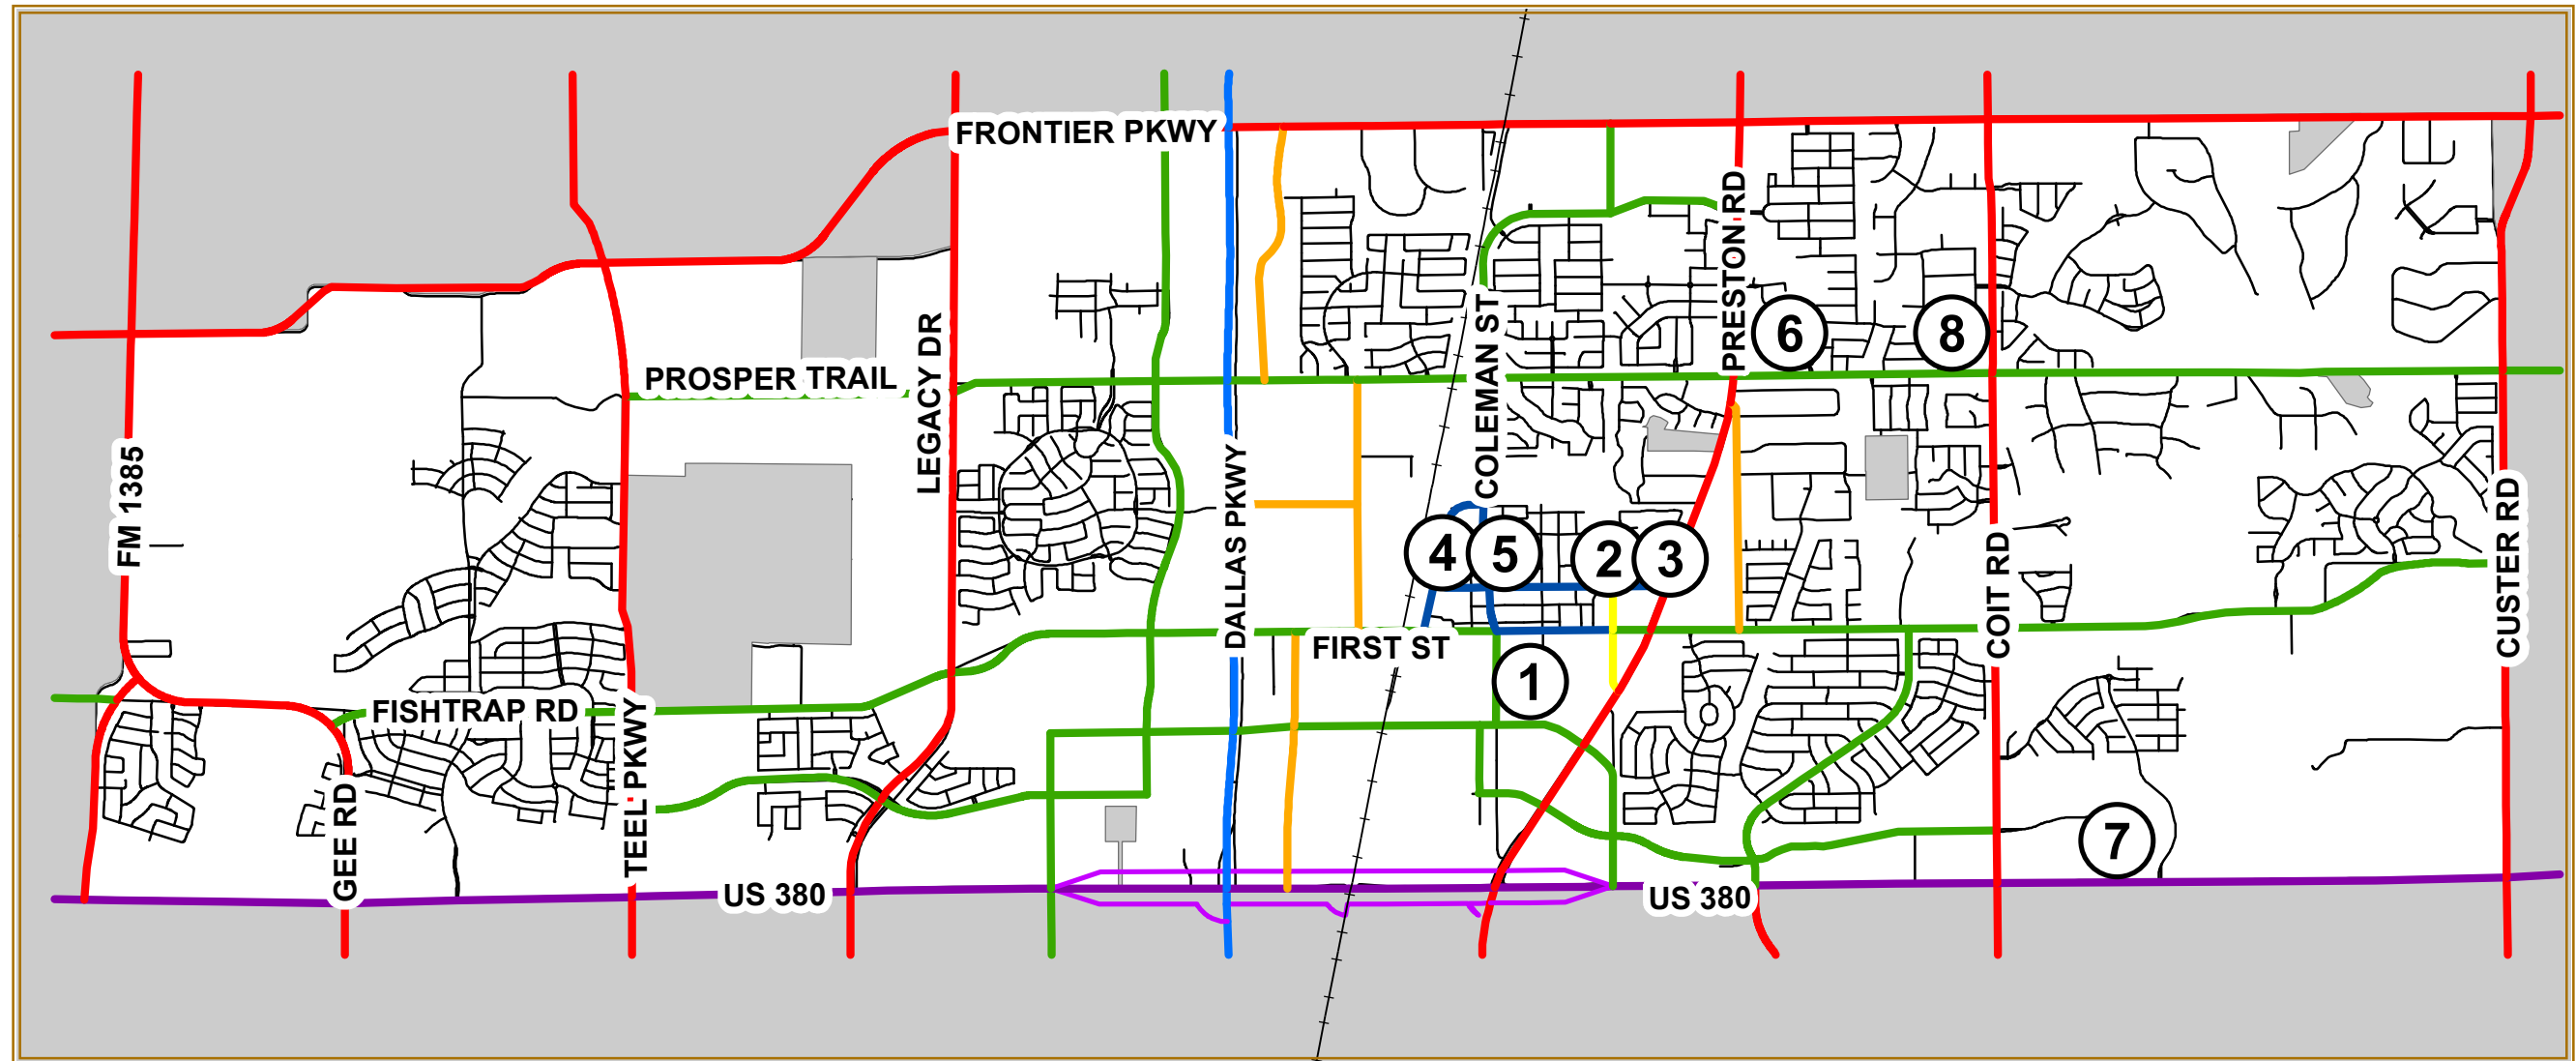 FRONTIER PKWY
PRESTON RD
6
8
LEGACY DR
COLEMAN ST
PROSPER TRAIL
FM 1385
DALLAS PKWY
CUSTER RD
4
5
2
3
COIT RD
FIRST ST
1
FISHTRAP RD
TEEL PKWY
GEE RD
7
US 380
US 380